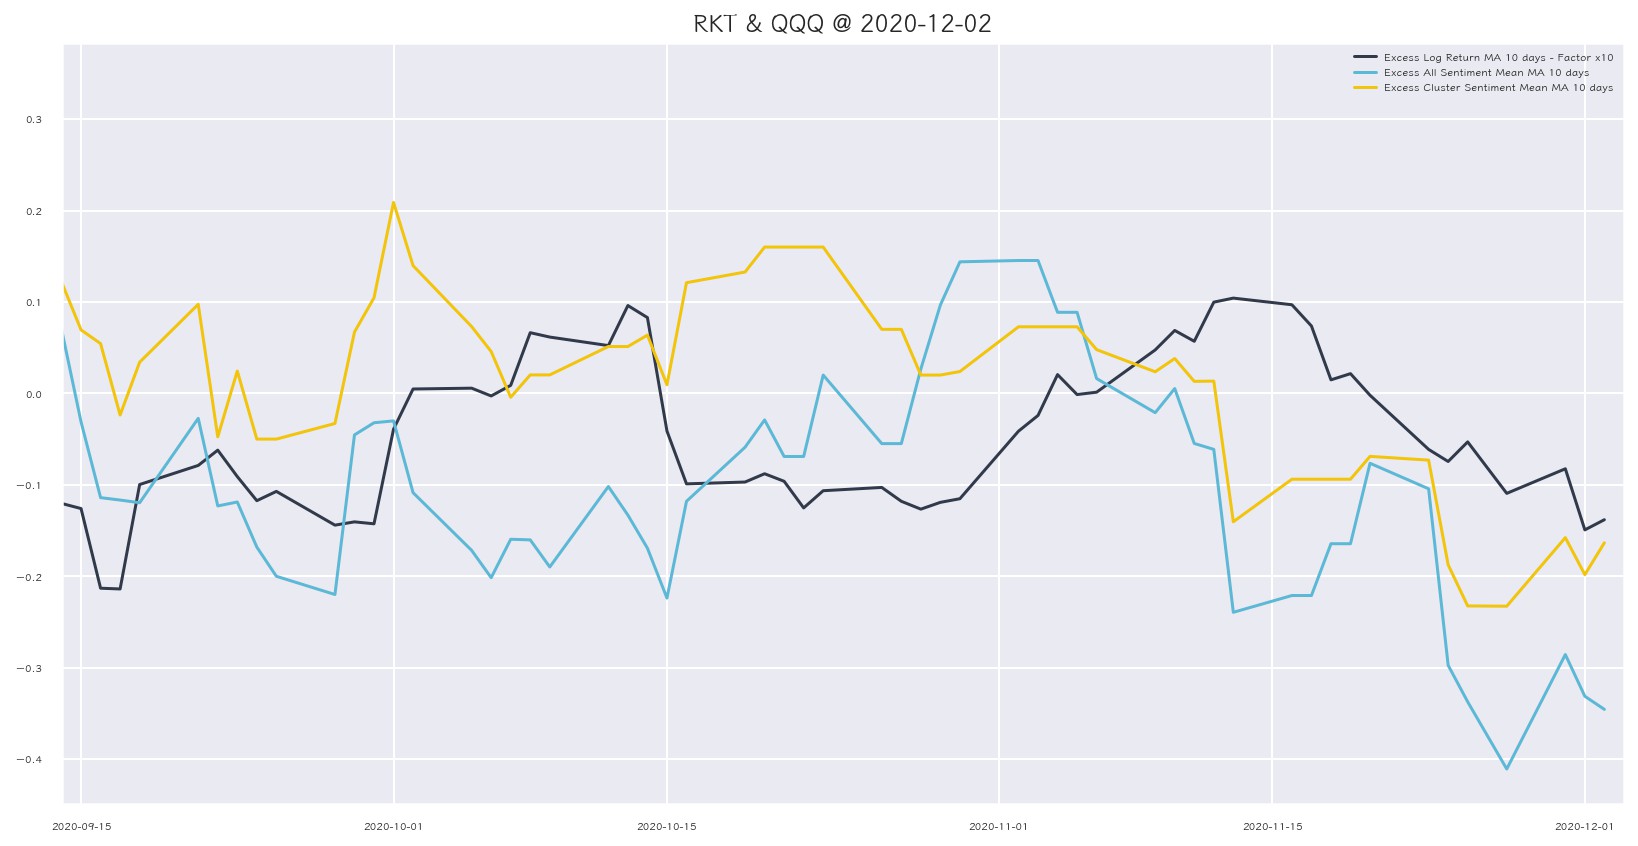 RKT & QQQ @ 2020-12-02
Excess Log Return MA 10 days - Factor x10
Excess All Sentiment Mean MA 10 days
Excess Cluster Sentiment Mean MA 10 days
0.3
0.2
0.1
0.0
−0.1
−0.2
−0.3
−0.4
2020-09-15 2020-10-01 2020-10-15 2020-11-01 2020-11-15 2020-12-01